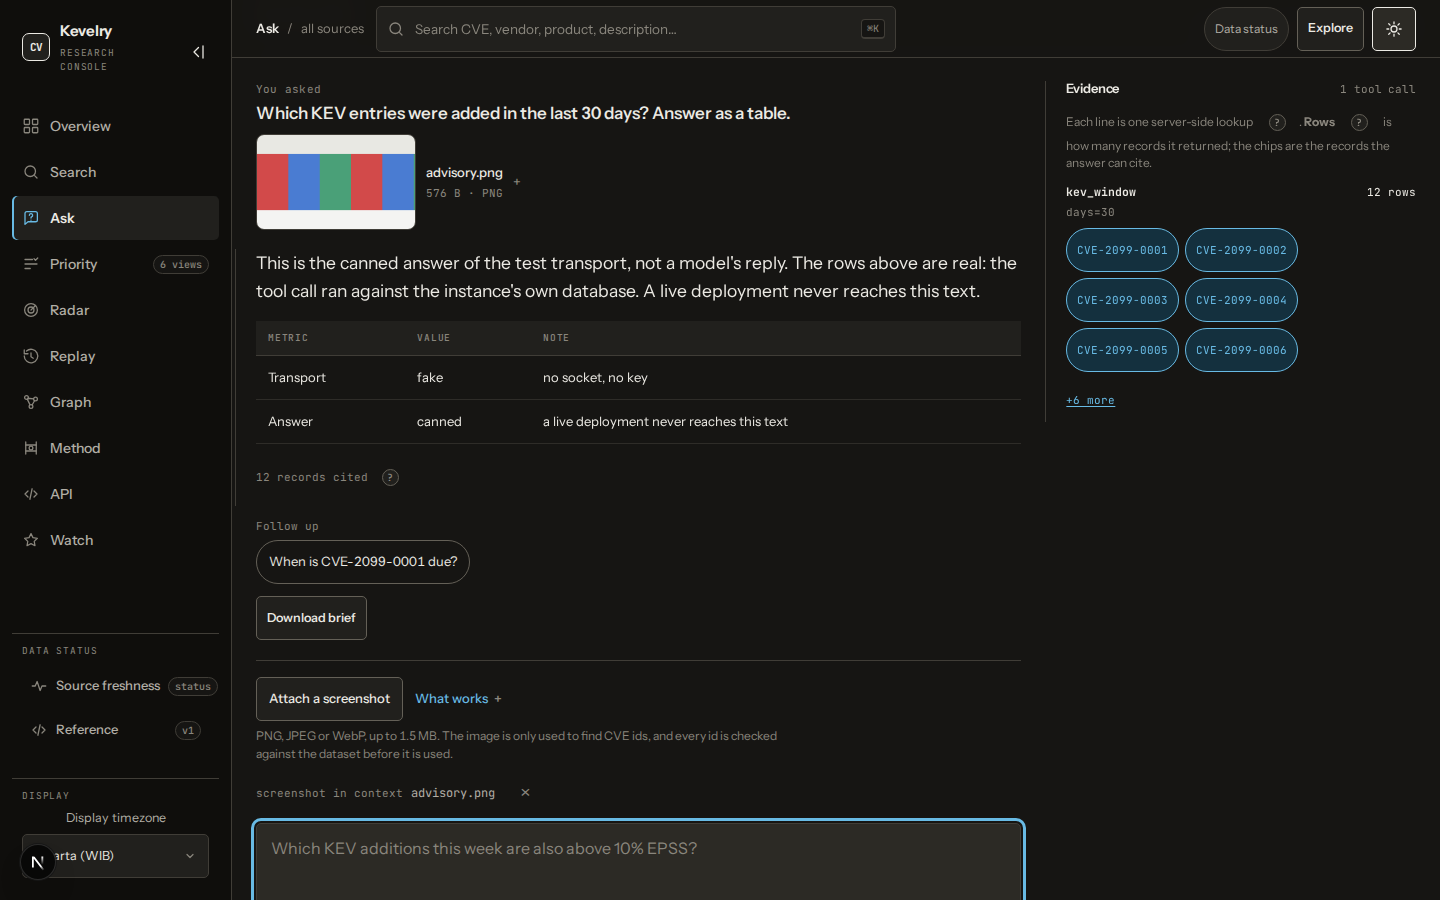 CV
Kevelry
RESEARCH
CONSOLE
Overview
Search
Ask
Priority
6 views
Radar
Replay
Graph
Method
API
Watch
DATA STATUS
Source freshness
status
Reference
v1
DISPLAY
Display timezone
arta (WIB)
N
Ask / all sources
Search CVE, vendor, product, description...
⌘K
Data status
Explore
You asked
Which KEV entries were added in the last 30 days? Answer as a table.
advisory.png
576 B · PNG
+
This is the canned answer of the test transport, not a model's reply. The rows above are real: the
tool call ran against the instance's own database. A live deployment never reaches this text.
METRIC VALUE NOTE
Transport fake no socket, no key
Answer canned a live deployment never reaches this text
12 records cited ?
Follow up
When is CVE-2099-0001 due?
Download brief
Attach a screenshot
What works +
PNG, JPEG or WebP, up to 1.5 MB. The image is only used to find CVE ids, and every id is checked
against the dataset before it is used.
screenshot in context advisory.png ×
Which KEV additions this week are also above 10% EPSS?
Evidence
1 tool call
Each line is one server-side lookup ? . Rows ? is
how many records it returned; the chips are the records the
answer can cite.
kev_window 12 rows
days=30
CVE-2099-0001 CVE-2099-0002
CVE-2099-0003 CVE-2099-0004
CVE-2099-0005 CVE-2099-0006
+6 more